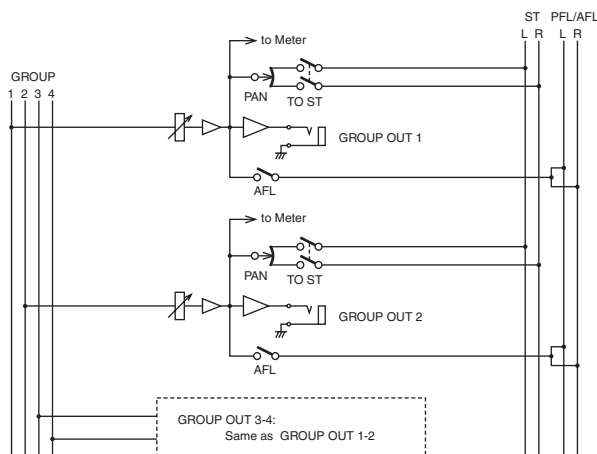 ST PFL/AFL
L R L R
to Meter
GROUP
1 2 3 4
PAN TO ST
GROUP OUT 1
AFL
to Meter
PAN TO ST
GROUP OUT 2
AFL
GROUP OUT 3-4:
Same as GROUP OUT 1-2